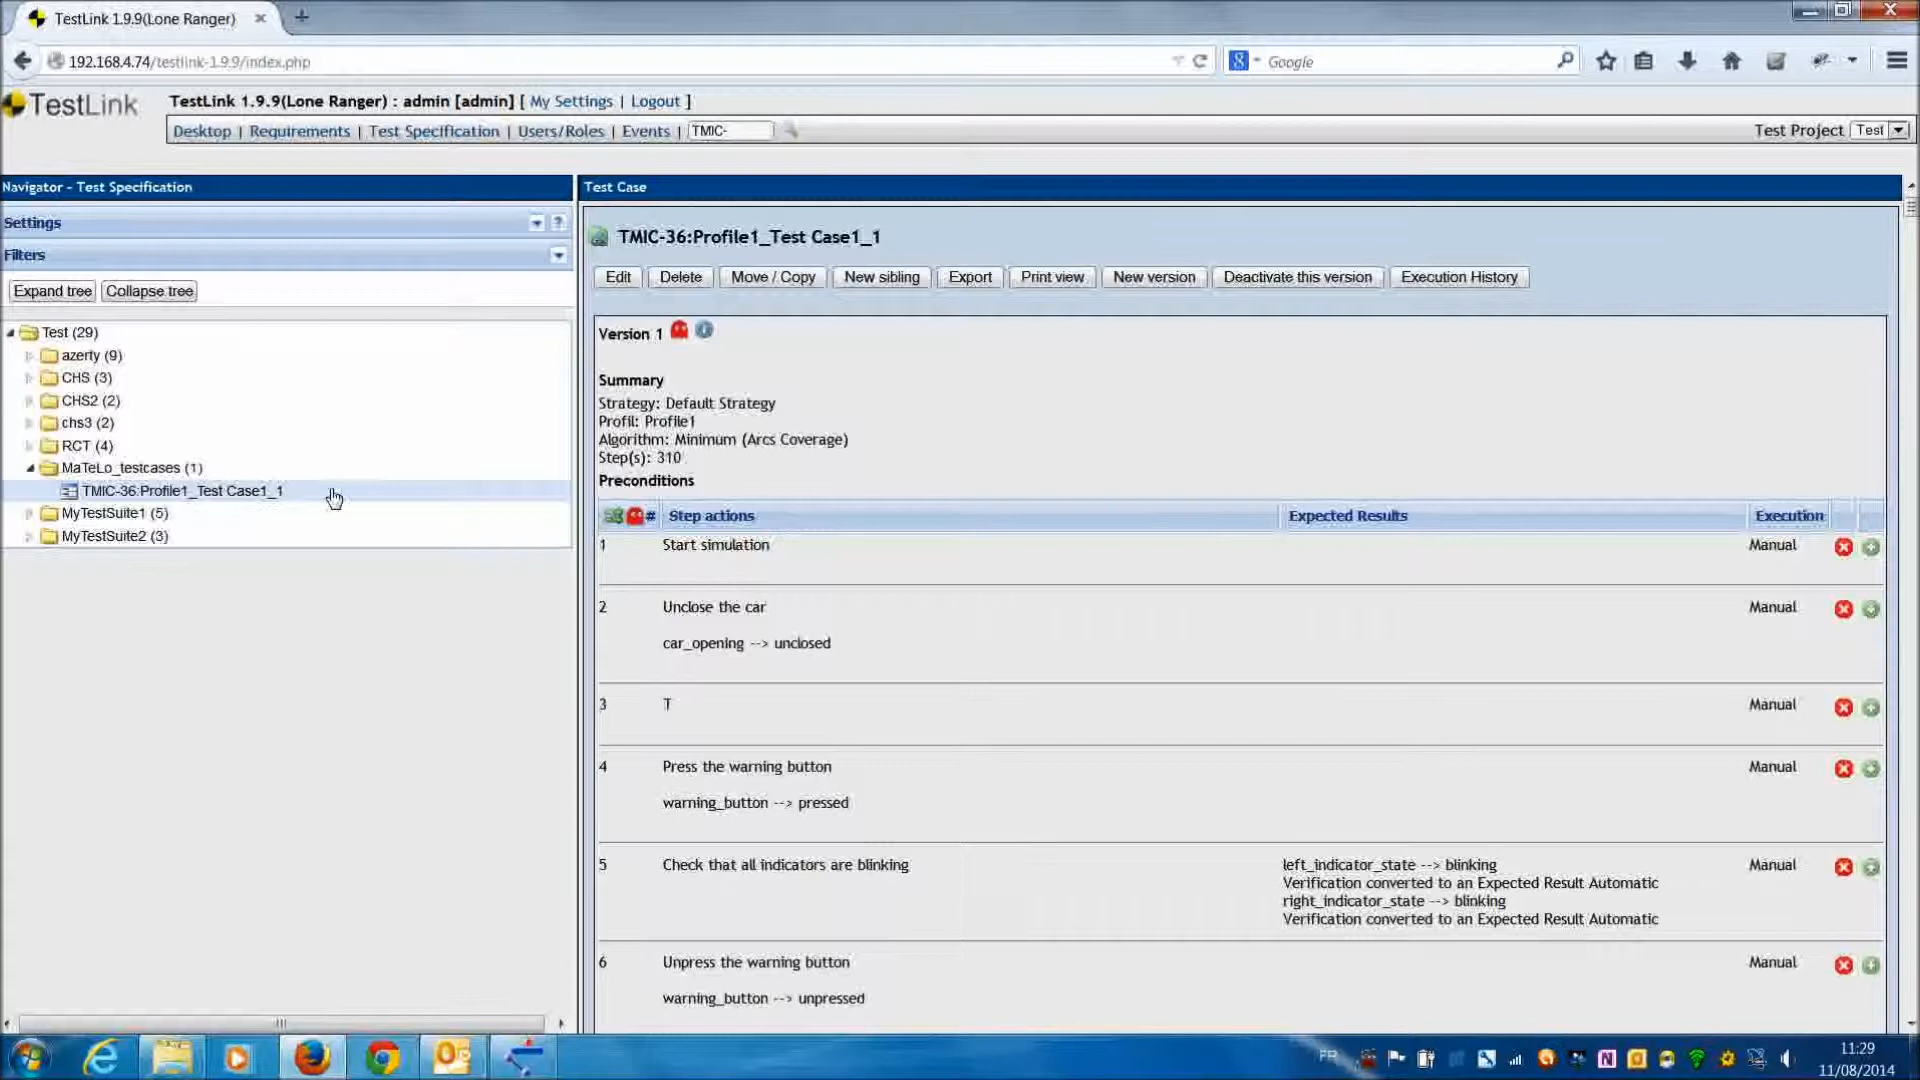 TestLink 1.9.9(Lone Ranger)
192.168.4.74/testlink-1.9.9/index.php
Google
TestLink
TestLink 1.9.9(Lone Ranger) : admin [admin] [ My Settings | Logout ]
Desktop | Requirements | Test Specification | Users/Roles | Events | TMIC-
Test Project Test
Navigator - Test Specification
Settings
Filters
Expand tree Collapse tree
Test (29)
azerty (9)
CHS (3)
CHS2 (2)
chs3 (2)
RCT (4)
MaTeLo_testcases (1)
TMIC-36:Profile1_Test Case1_1
MyTestSuite1 (5)
MyTestSuite2 (3)
Test Case
TMIC-36:Profile1_Test Case1_1
Edit Delete Move / Copy New sibling Export Print view New version Deactivate this version Execution History
Version 1
Summary
Strategy: Default Strategy
Profil: Profile1
Algorithm: Minimum (Arcs Coverage)
Step(s): 310
Preconditions
# Step actions Expected Results Execution
1 Start simulation Manual
2 Unclose the car Manual
car_opening --> unclosed
3 T Manual
4 Press the warning button Manual
warning_button --> pressed
5 Check that all indicators are blinking left_indicator_state --> blinking Manual
Verification converted to an Expected Result Automatic
right_indicator_state --> blinking
Verification converted to an Expected Result Automatic
6 Unpress the warning button Manual
warning_button --> unpressed
FR
11:29
11/08/2014